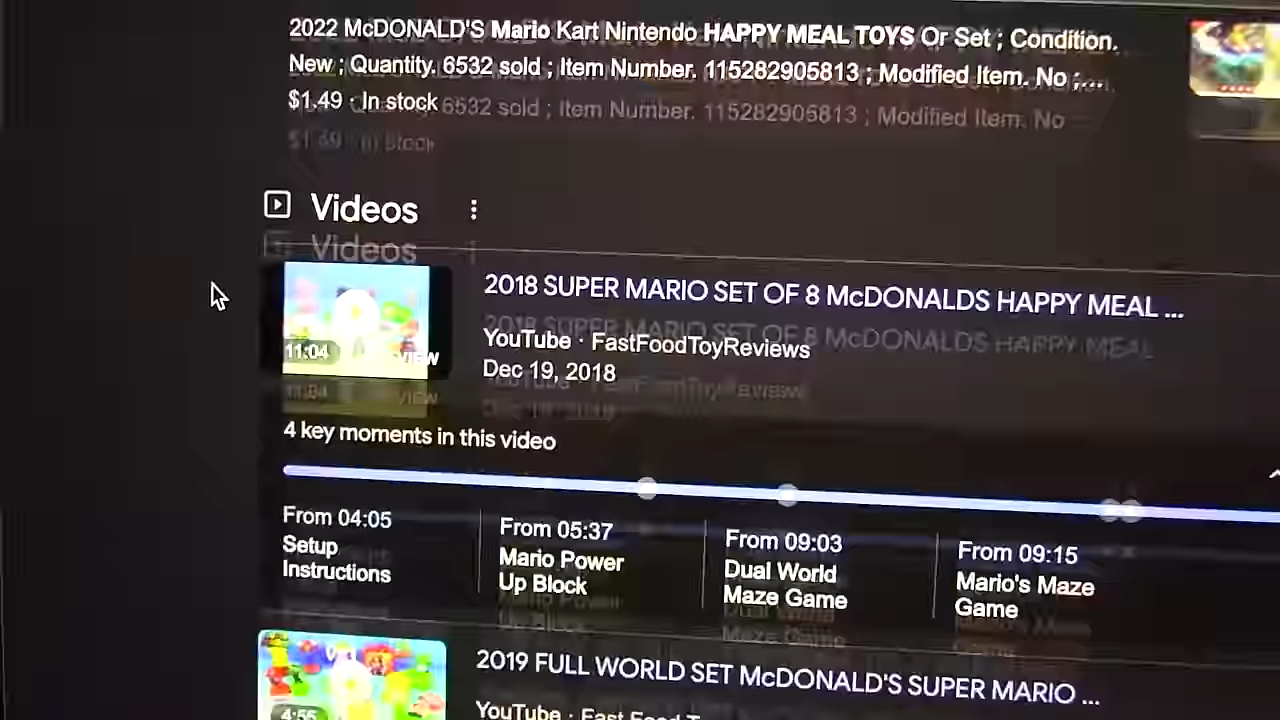 2022 McDONALD'S Mario Kart Nintendo HAPPY MEAL TOYS Or Set ; Condition.
New ; Quantity. 6532 sold ; Item Number. 115282905813 ; Modified Item. No ;...
$1.49 · In stock
Videos
2018 SUPER MARIO SET OF 8 McDONALDS HAPPY MEAL ...
YouTube · FastFoodToyReviews
Dec 19, 2018
11:04
VIEW
4 key moments in this video
From 04:05
Setup
Instructions
From 05:37
Mario Power
Up Block
From 09:03
Dual World
Maze Game
From 09:15
Mario's Maze
Game
2019 FULL WORLD SET McDONALD'S SUPER MARIO ...
YouTube · Fast Food T
4:55